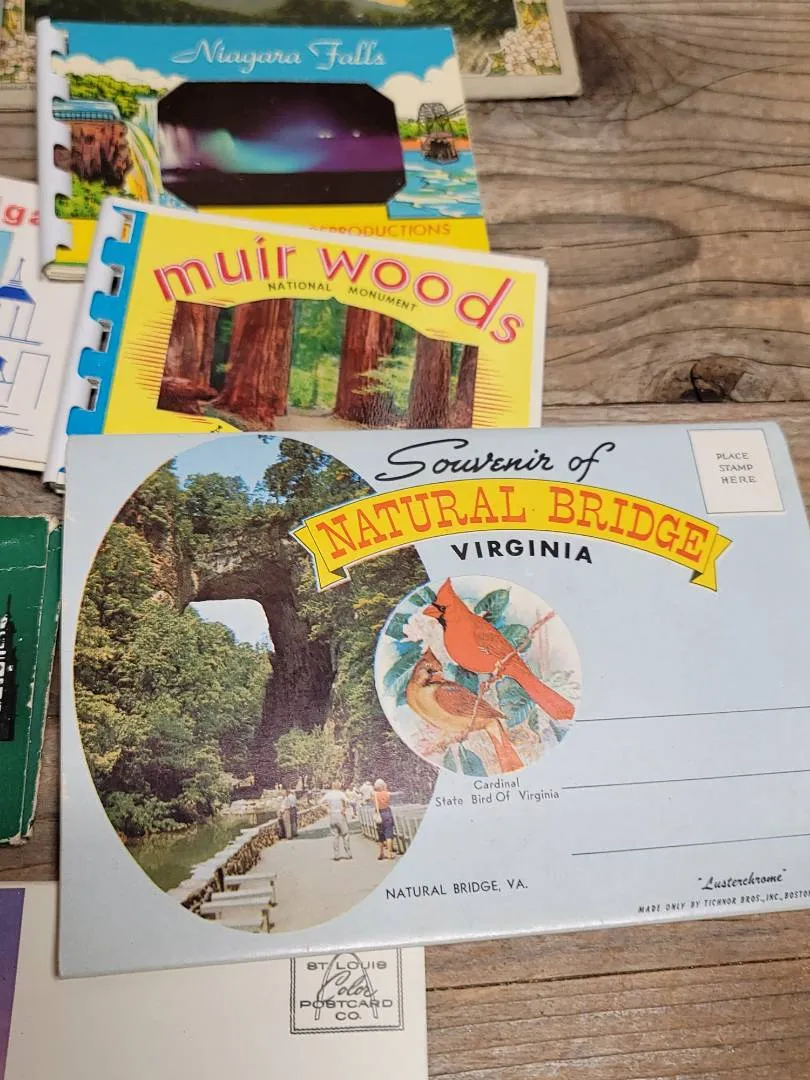 Niagara Falls
REPRODUCTIONS
muir woods
NATIONAL MONUMENT
Souvenir of
NATURAL BRIDGE
VIRGINIA
PLACE
STAMP
HERE
Cardinal
State Bird Of Virginia
NATURAL BRIDGE, VA.
"Lusterchrome"
MADE ONLY BY TICHNOR BROS., INC., BOSTO
ST LOUIS
Color
POSTCARD
CO.